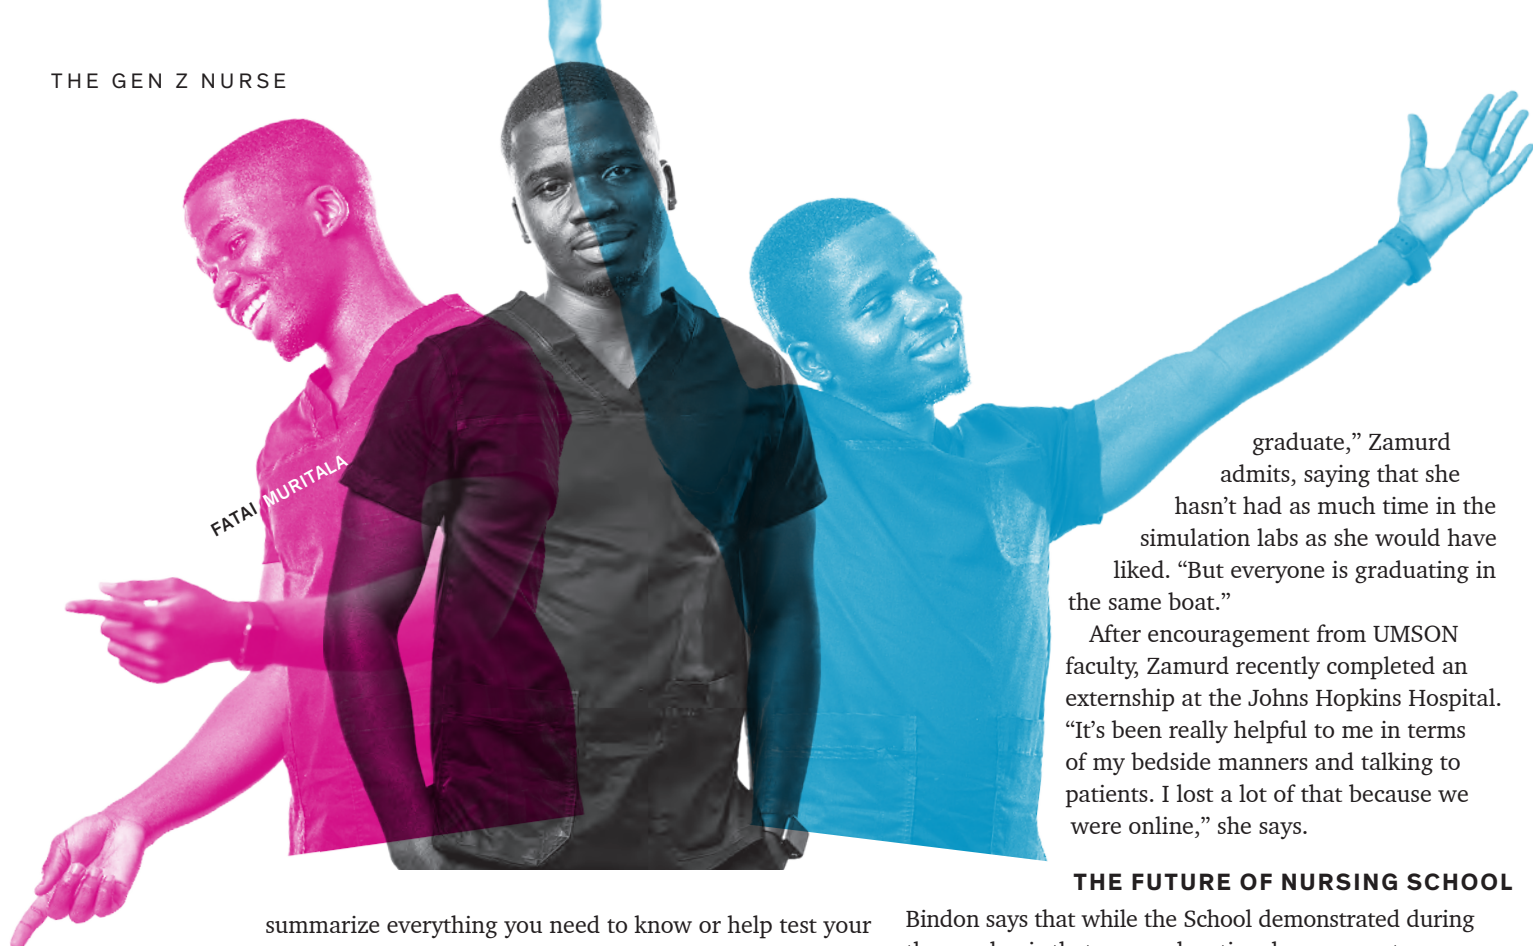 THE GEN Z NURSE
FATAI MURITALA
graduate,” Zamurd
admits, saying that she
hasn’t had as much time in the
simulation labs as she would have
liked. “But everyone is graduating in
the same boat.”
After encouragement from UMSON
faculty, Zamurd recently completed an
externship at the Johns Hopkins Hospital.
“It’s been really helpful to me in terms
of my bedside manners and talking to
patients. I lost a lot of that because we
were online,” she says.
THE FUTURE OF NURSING SCHOOL
summarize everything you need to know or help test your
Bindon says that while the School demonstrated during